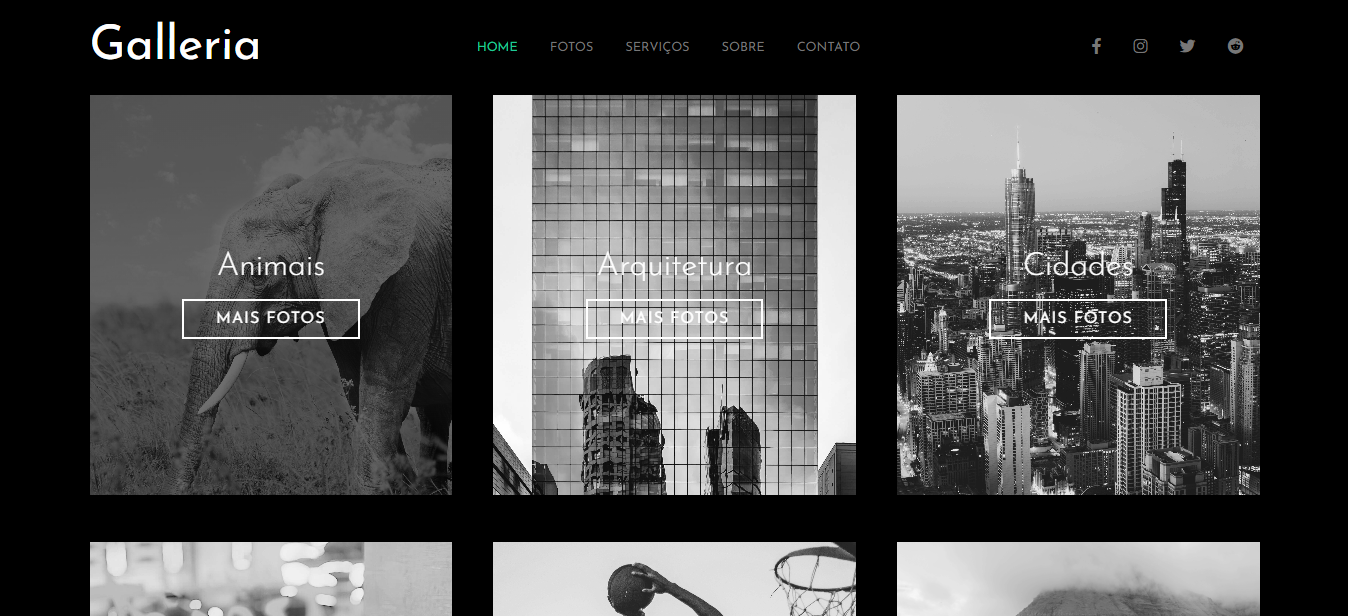 Galleria
HOME FOTOS SERVIÇOS SOBRE CONTATO
Animais
MAIS FOTOS
Arquitetura
MAIS FOTOS
Cidades
MAIS FOTOS